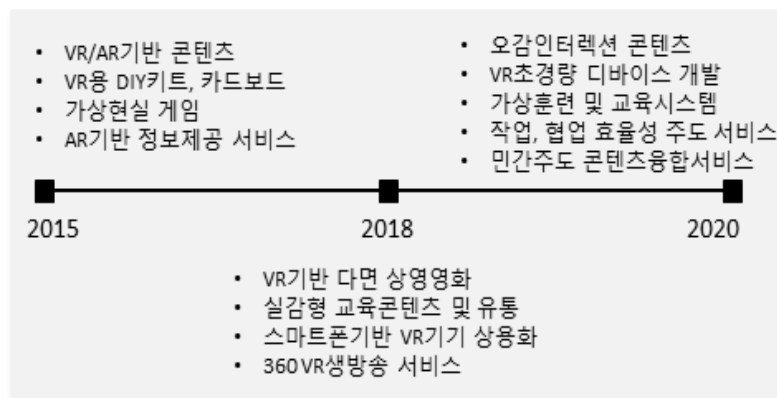 • VR/AR기반 콘텐츠
• VR용 DIY키트, 카드보드
• 가상현실 게임
• AR기반 정보제공 서비스
• 오감인터렉션 콘텐츠
• VR초경량 디바이스 개발
• 가상훈련 및 교육시스템
• 작업, 협업 효율성 주도 서비스
• 민간주도 콘텐츠융합서비스
2015
2018
2020
• VR기반 다면 상영영화
• 실감형 교육콘텐츠 및 유통
• 스마트폰기반 VR기기 상용화
• 360 VR생방송 서비스